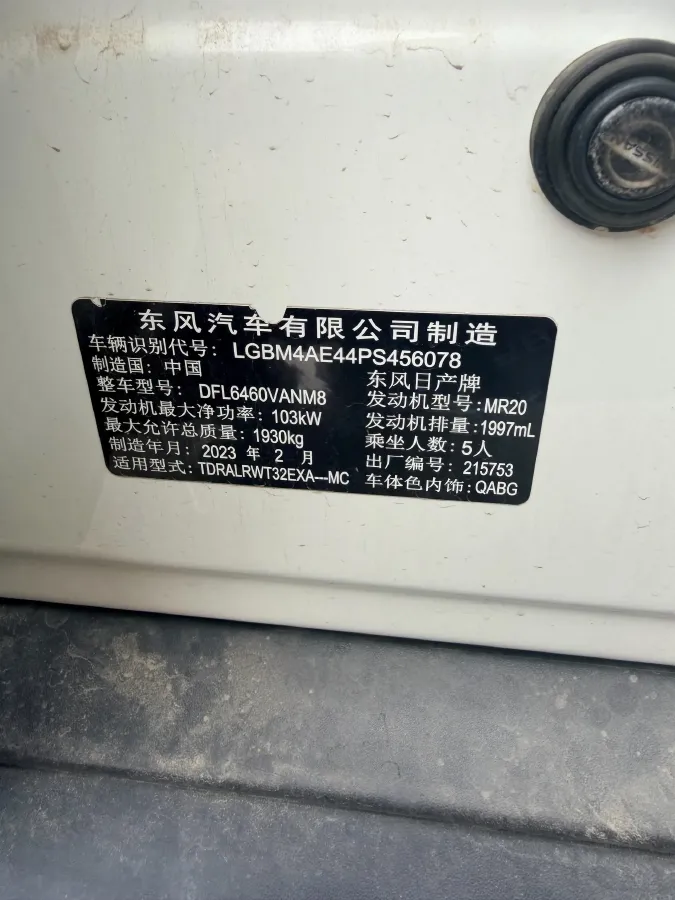 东风汽车有限公司制造
车辆识别代号: LGBM4AE44PS456078
制造国: 中国
东风日产牌
整车型号: DFL6460VANM8
发动机型号:MR20
发动机最大净功率: 103kW
发动机排量:1997mL
最大允许总质量: 1930kg
乘坐人数: 5人
制造年月: 2023 年 2 月
出厂编号: 215753
适用型式: TDRALRWT32EXA---MC
车体色内饰:QABG